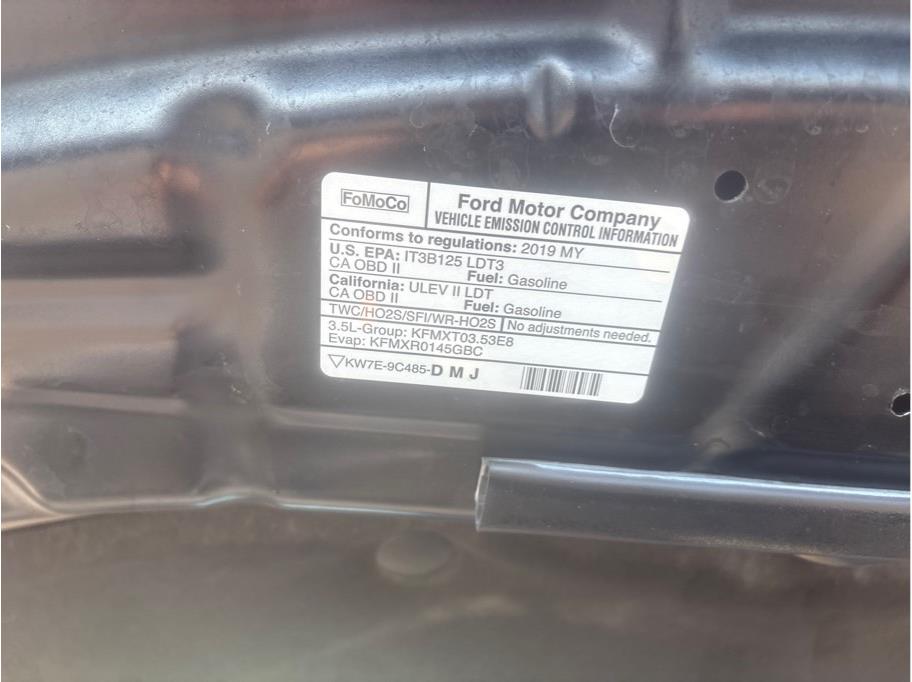 FoMoCo
Ford Motor Company
VEHICLE EMISSION CONTROL INFORMATION
Conforms to regulations: 2019 MY
U.S. EPA: IT3B125 LDT3
CA OBD II Fuel: Gasoline
California: ULEV II LDT
CA OBD II Fuel: Gasoline
TWC/HO2S/SFI/WR-HO2S No adjustments needed.
3.5L-Group: KFMXT03.53E8
Evap: KFMXR0145GBC
KW7E-9C485-D M J